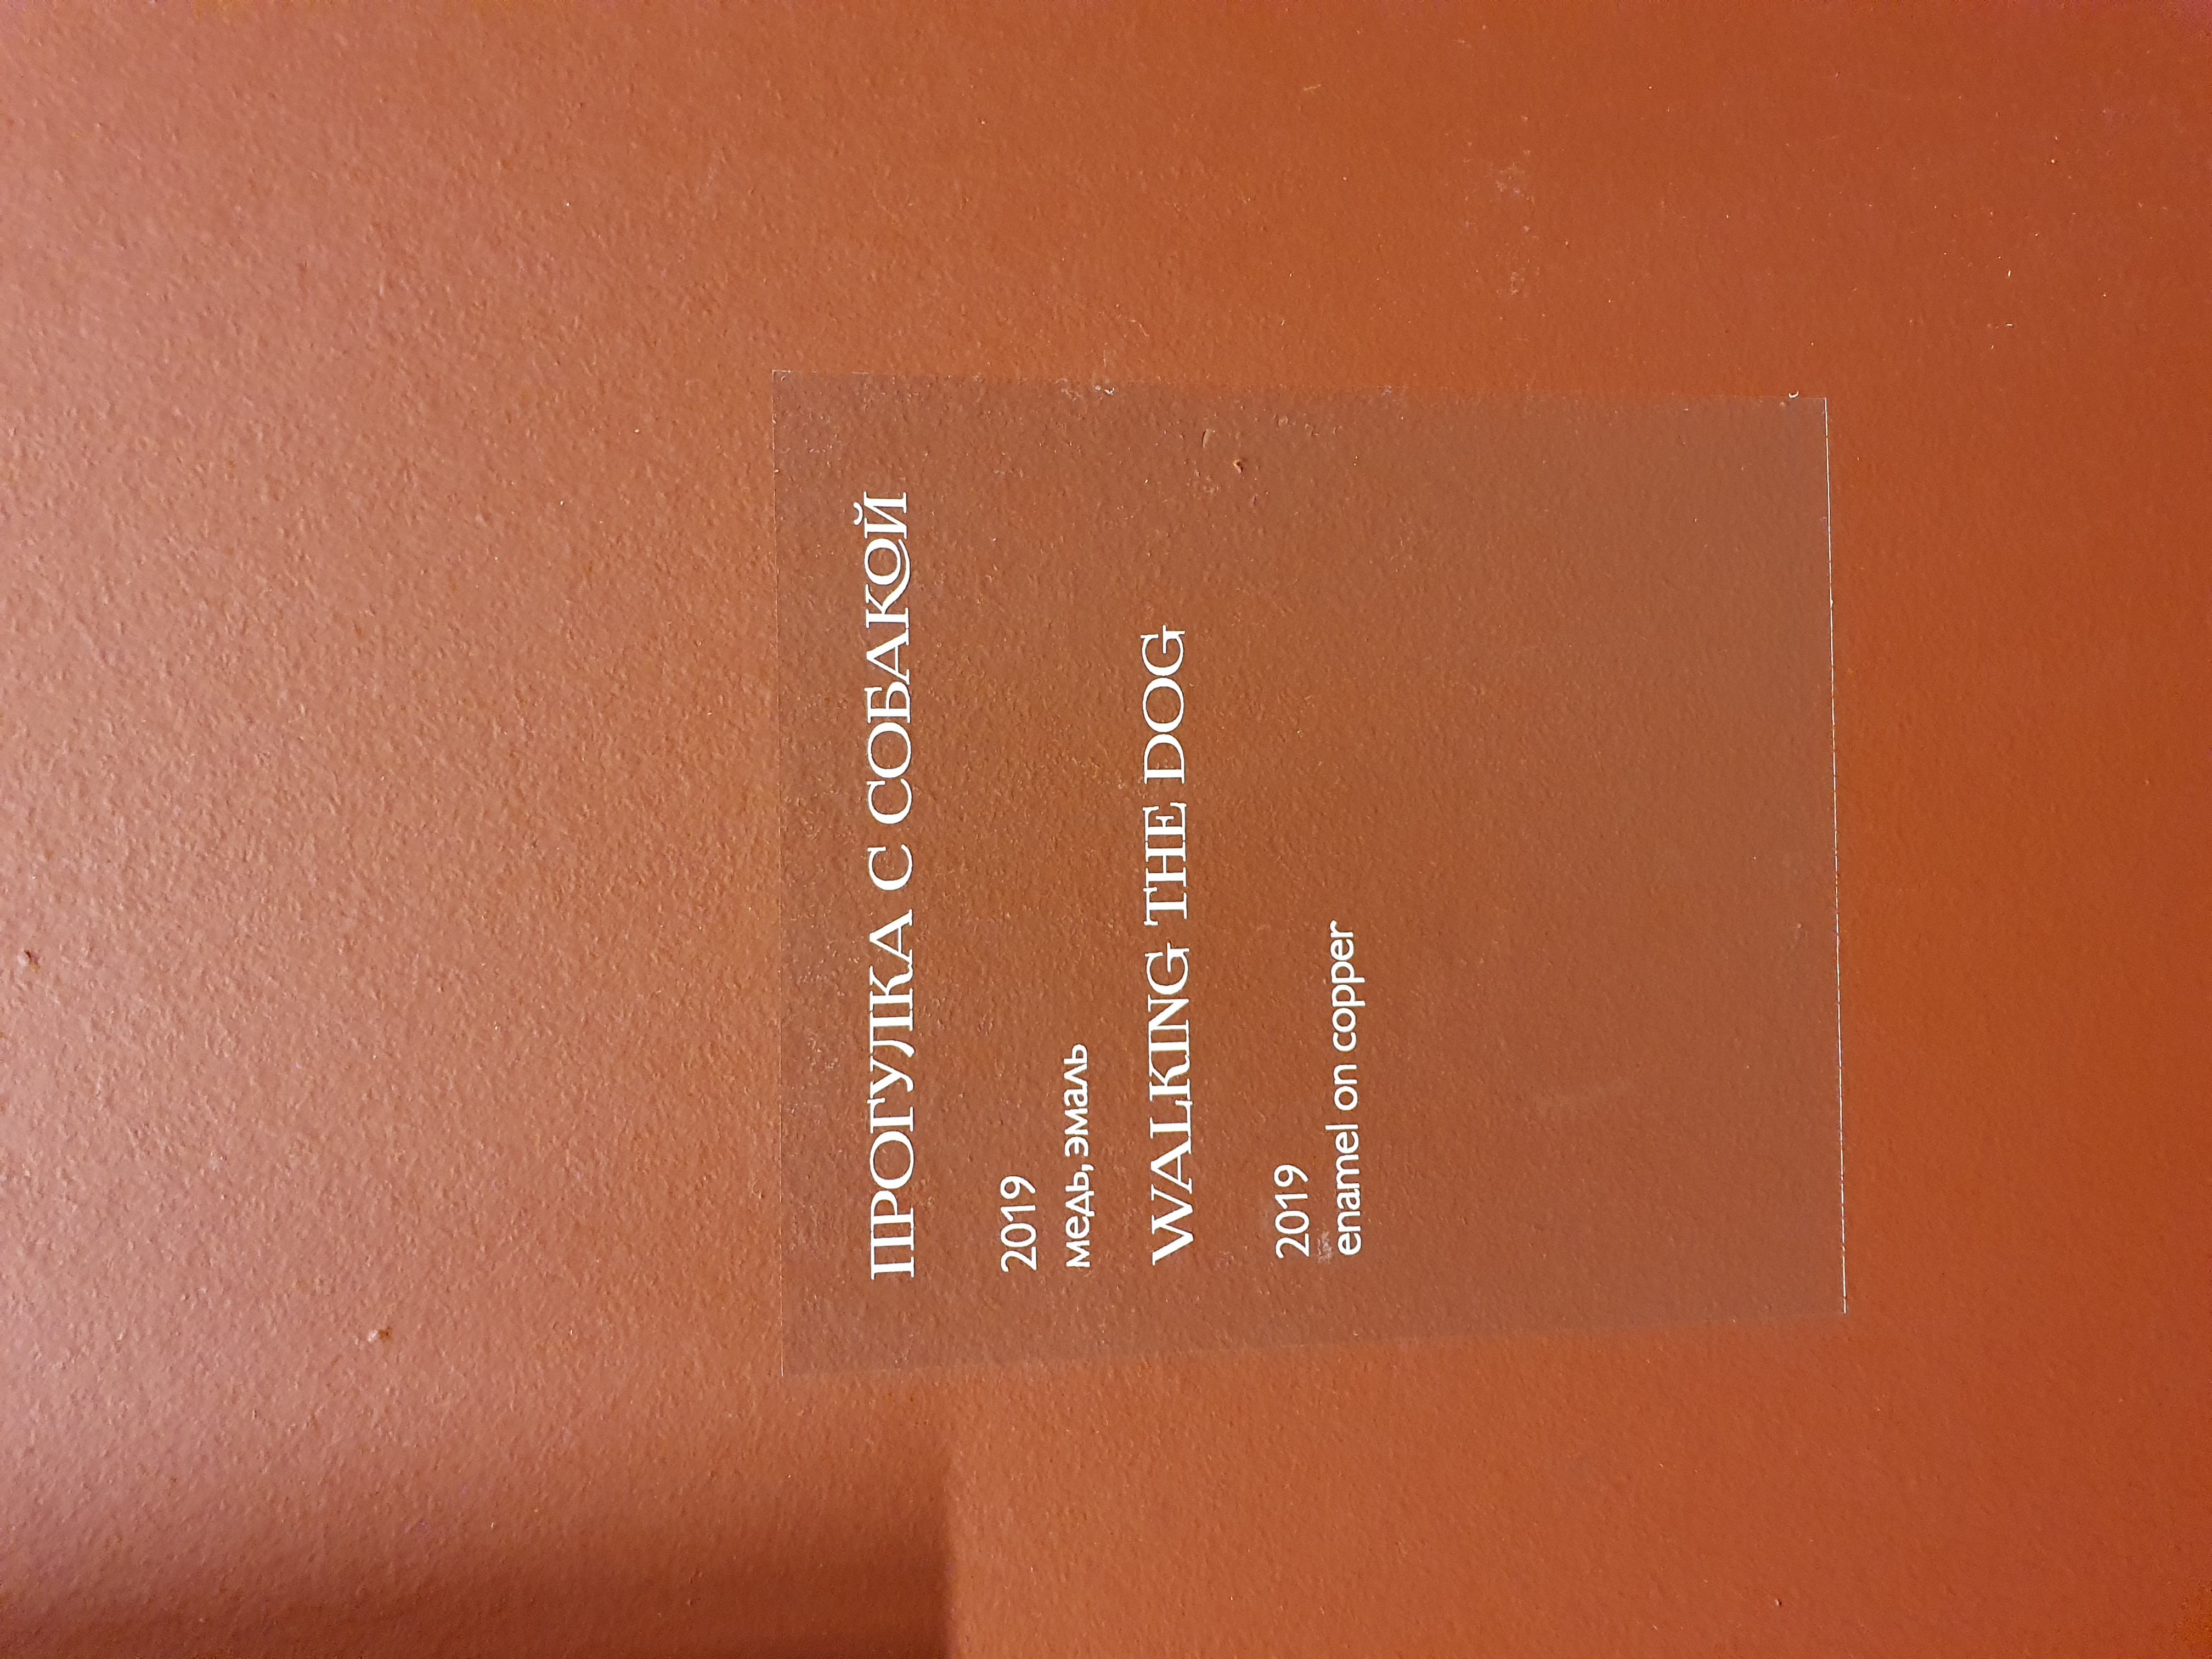 ПРОГУЛКА С СОБАКОЙ
2019
медь, эмаль
WALKING THE DOG
2019
enamel on copper